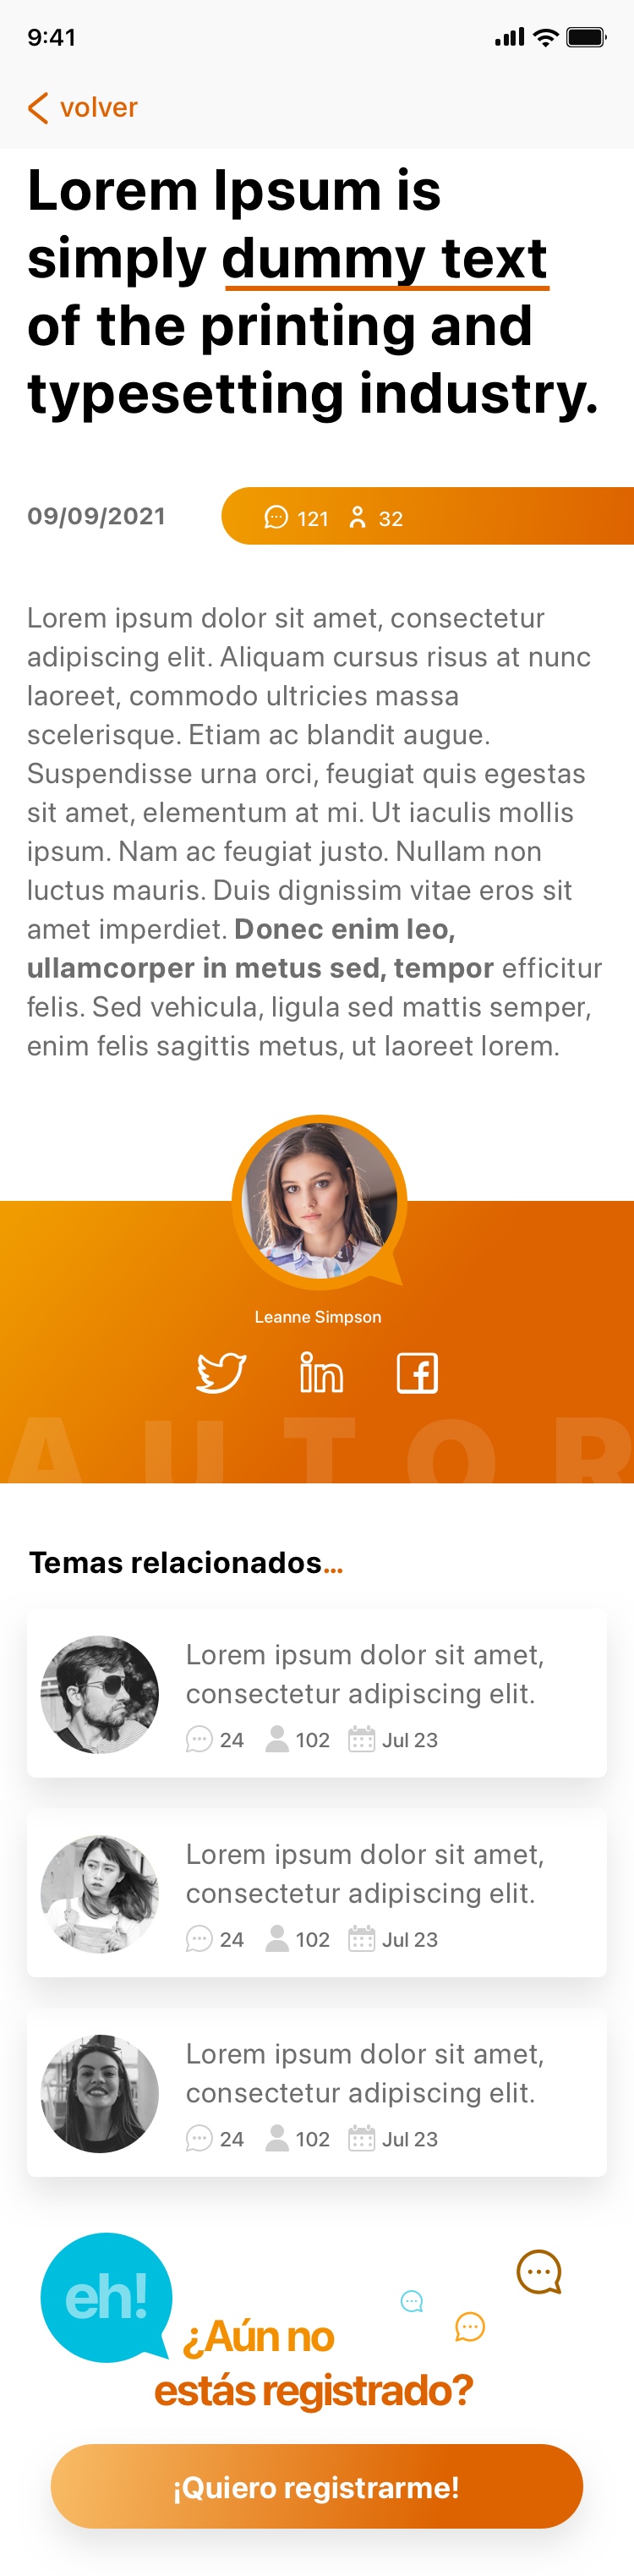 9:41
volver
Lorem Ipsum is
simply dummy text
of the printing and
typesetting industry.
09/09/2021
121 32
Lorem ipsum dolor sit amet, consectetur
adipiscing elit. Aliquam cursus risus at nunc
laoreet, commodo ultricies massa
scelerisque. Etiam ac blandit augue.
Suspendisse urna orci, feugiat quis egestas
sit amet, elementum at mi. Ut iaculis mollis
ipsum. Nam ac feugiat justo. Nullam non
luctus mauris. Duis dignissim vitae eros sit
amet imperdiet. Donec enim leo,
ullamcorper in metus sed, tempor efficitur
felis. Sed vehicula, ligula sed mattis semper,
enim felis sagittis metus, ut laoreet lorem.
Leanne Simpson
in f
AUTOR
Temas relacionados...
Lorem ipsum dolor sit amet,
consectetur adipiscing elit.
24 102 Jul 23
Lorem ipsum dolor sit amet,
consectetur adipiscing elit.
24 102 Jul 23
Lorem ipsum dolor sit amet,
consectetur adipiscing elit.
24 102 Jul 23
eh!
¿Aún no
estás registrado?
¡Quiero registrarme!